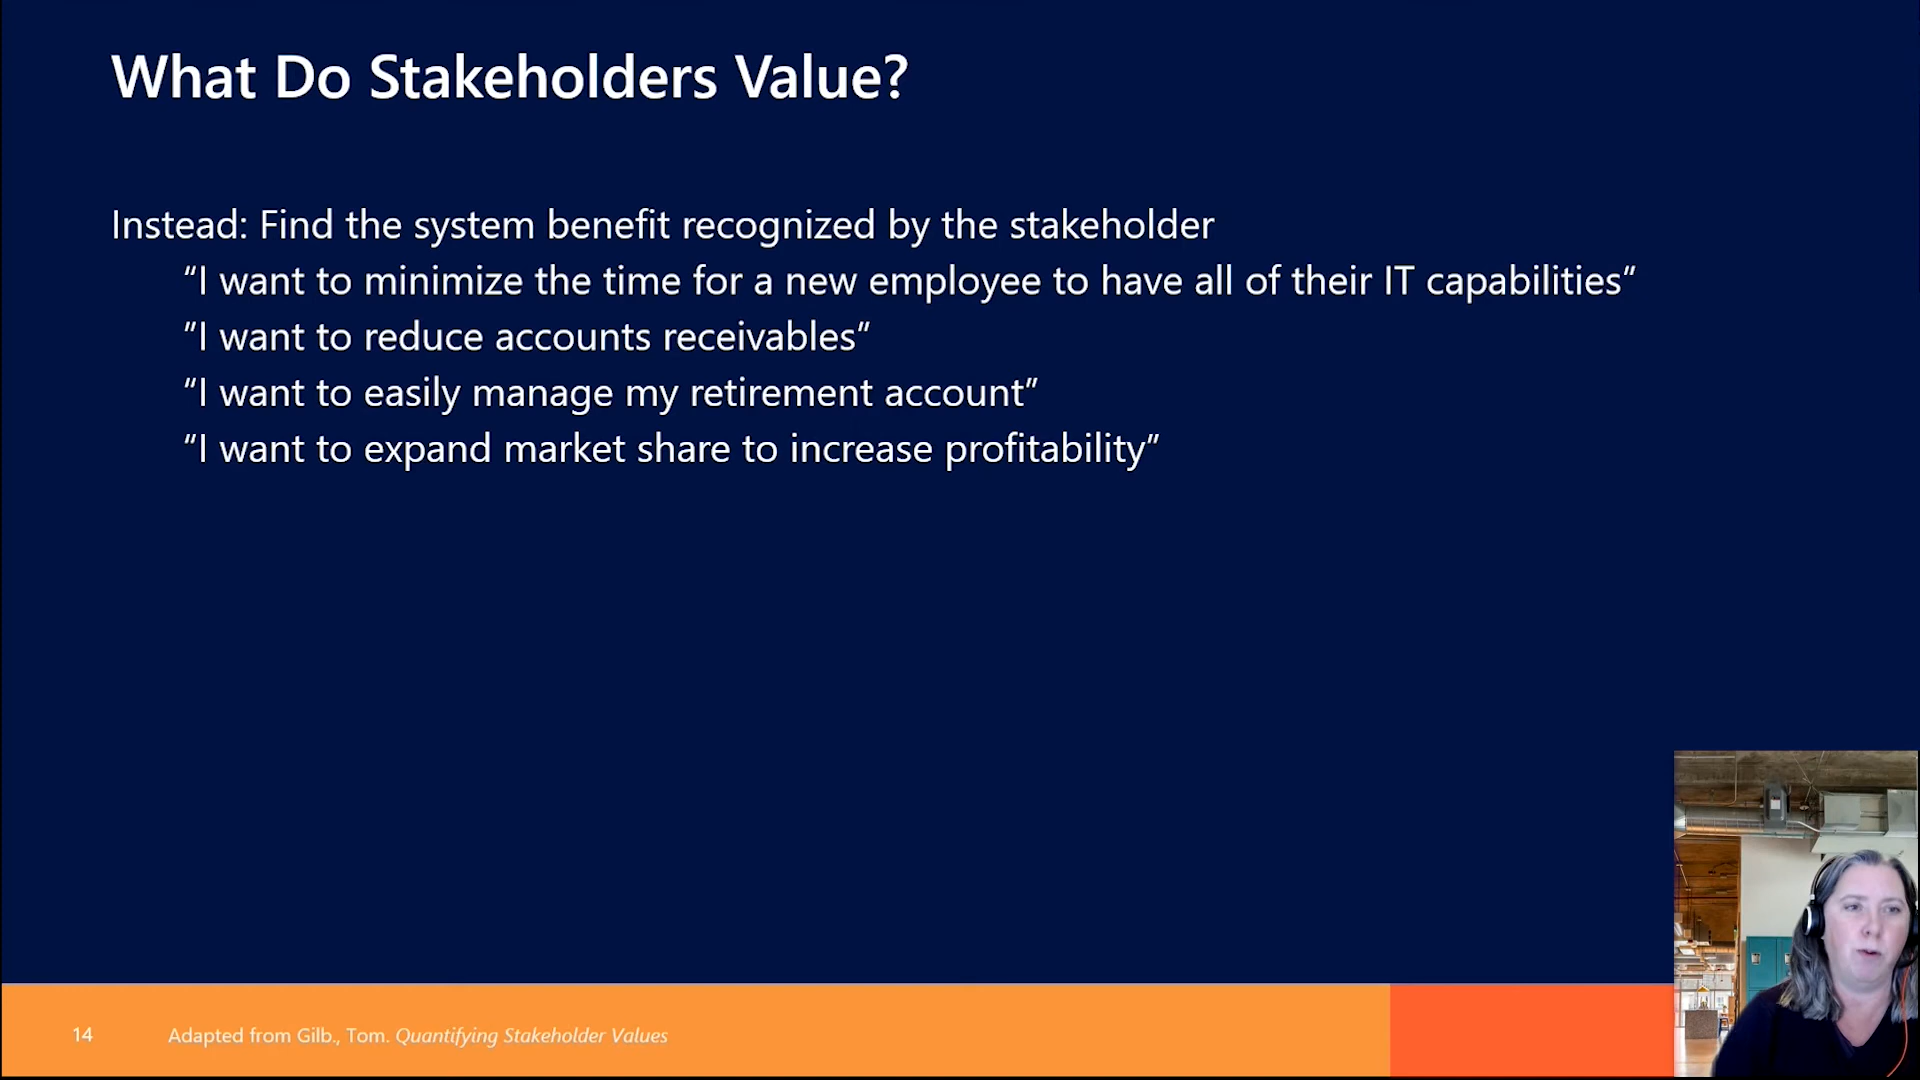 What Do Stakeholders Value?
Instead: Find the system benefit recognized by the stakeholder
“I want to minimize the time for a new employee to have all of their IT capabilities”
”I want to reduce accounts receivables”
“I want to easily manage my retirement account”
“I want to expand market share to increase profitability”
14
Adapted from Gilb., Tom. Quantifying Stakeholder Values